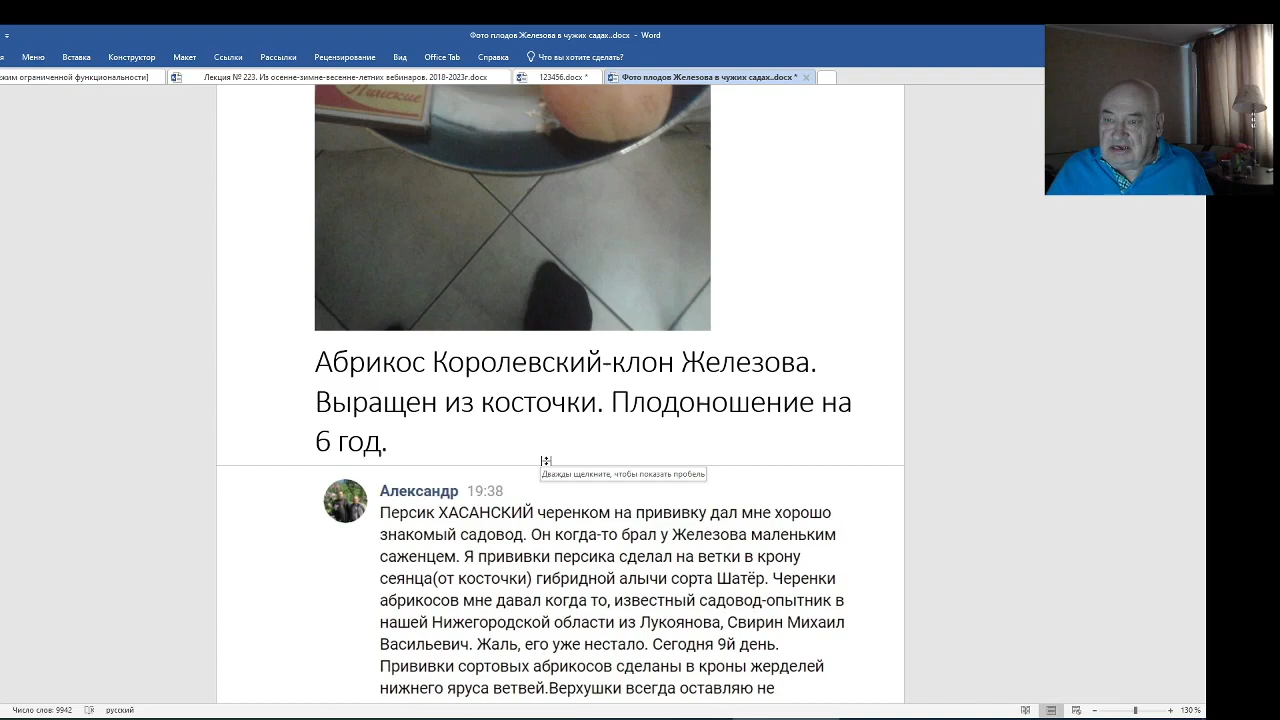 Фото плодов Железова в чужих садах..docx - Word
Меню Вставка Конструктор Макет Ссылки Рассылки Рецензирование Вид Office Tab Справка Что вы хотите сделать?
жим ограниченной функциональности] Лекция № 223. Из осенне-зимне-весенне-летних вебинаров. 2018-2023г.docx 123456.docx * Фото плодов Железова в чужих садах..docx *
Абрикос Королевский-клон Железова.
Выращен из косточки. Плодоношение на
6 год.
Дважды щелкните, чтобы показать пробель
Александр 19:38
Персик ХАСАНСКИЙ черенком на прививку дал мне хорошо
знакомый садовод. Он когда-то брал у Железова маленьким
саженцем. Я прививки персика сделал на ветки в крону
сеянца(от косточки) гибридной алычи сорта Шатёр. Черенки
абрикосов мне давал когда то, известный садовод-опытник в
нашей Нижегородской области из Лукоянова, Свирин Михаил
Васильевич. Жаль, его уже нестало. Сегодня 9й день.
Прививки сортовых абрикосов сделаны в кроны жерделей
нижнего яруса ветвей.Верхушки всегда оставляю не
Число слов: 9942 русский 130 %